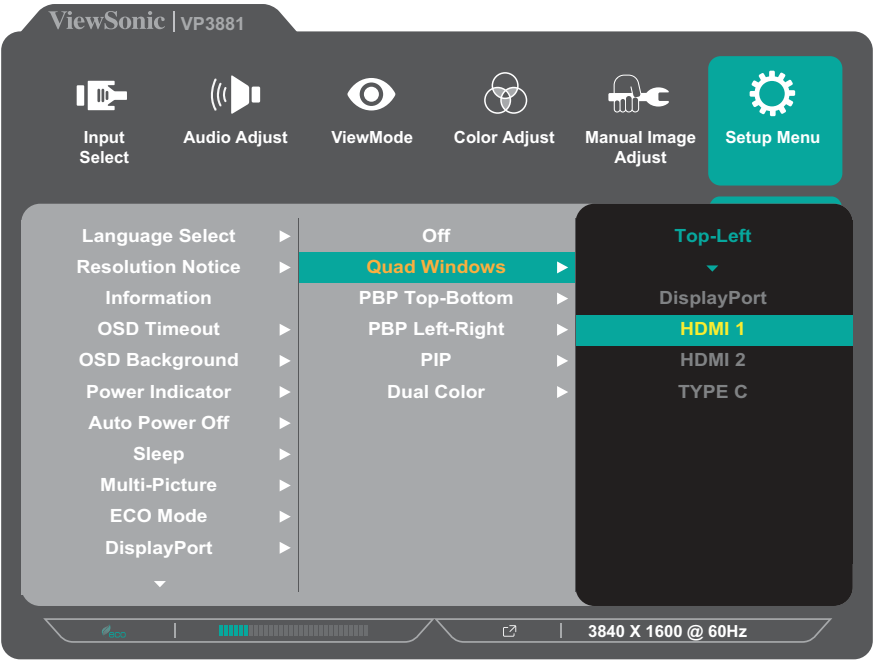 ViewSonic | VP3881
Input
Select
Audio Adjust
ViewMode
Color Adjust
Manual Image
Adjust
Setup Menu
Language Select
Resolution Notice
Information
OSD Timeout
OSD Background
Power Indicator
Auto Power Off
Sleep
Multi-Picture
ECO Mode
DisplayPort
Off
Quad Windows
PBP Top-Bottom
PBP Left-Right
PIP
Dual Color
Top-Left
DisplayPort
HDMI 1
HDMI 2
TYPE C
ECO
3840 X 1600 @ 60Hz